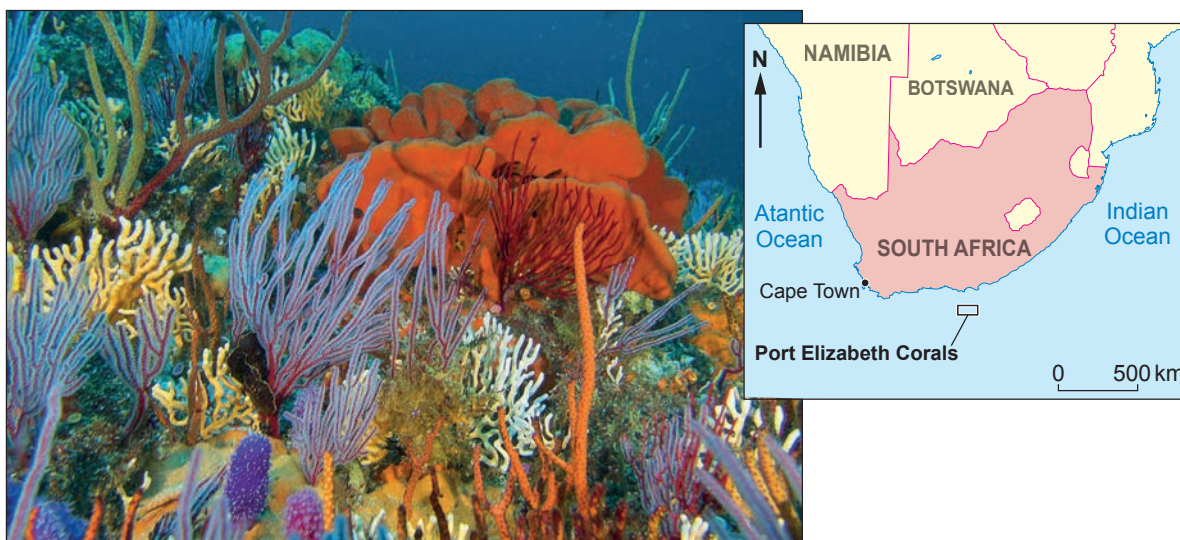 N
NAMIBIA
BOTSWANA
Atantic
Ocean
Indian
Ocean
SOUTH AFRICA
Cape Town
Port Elizabeth Corals
0 500 km